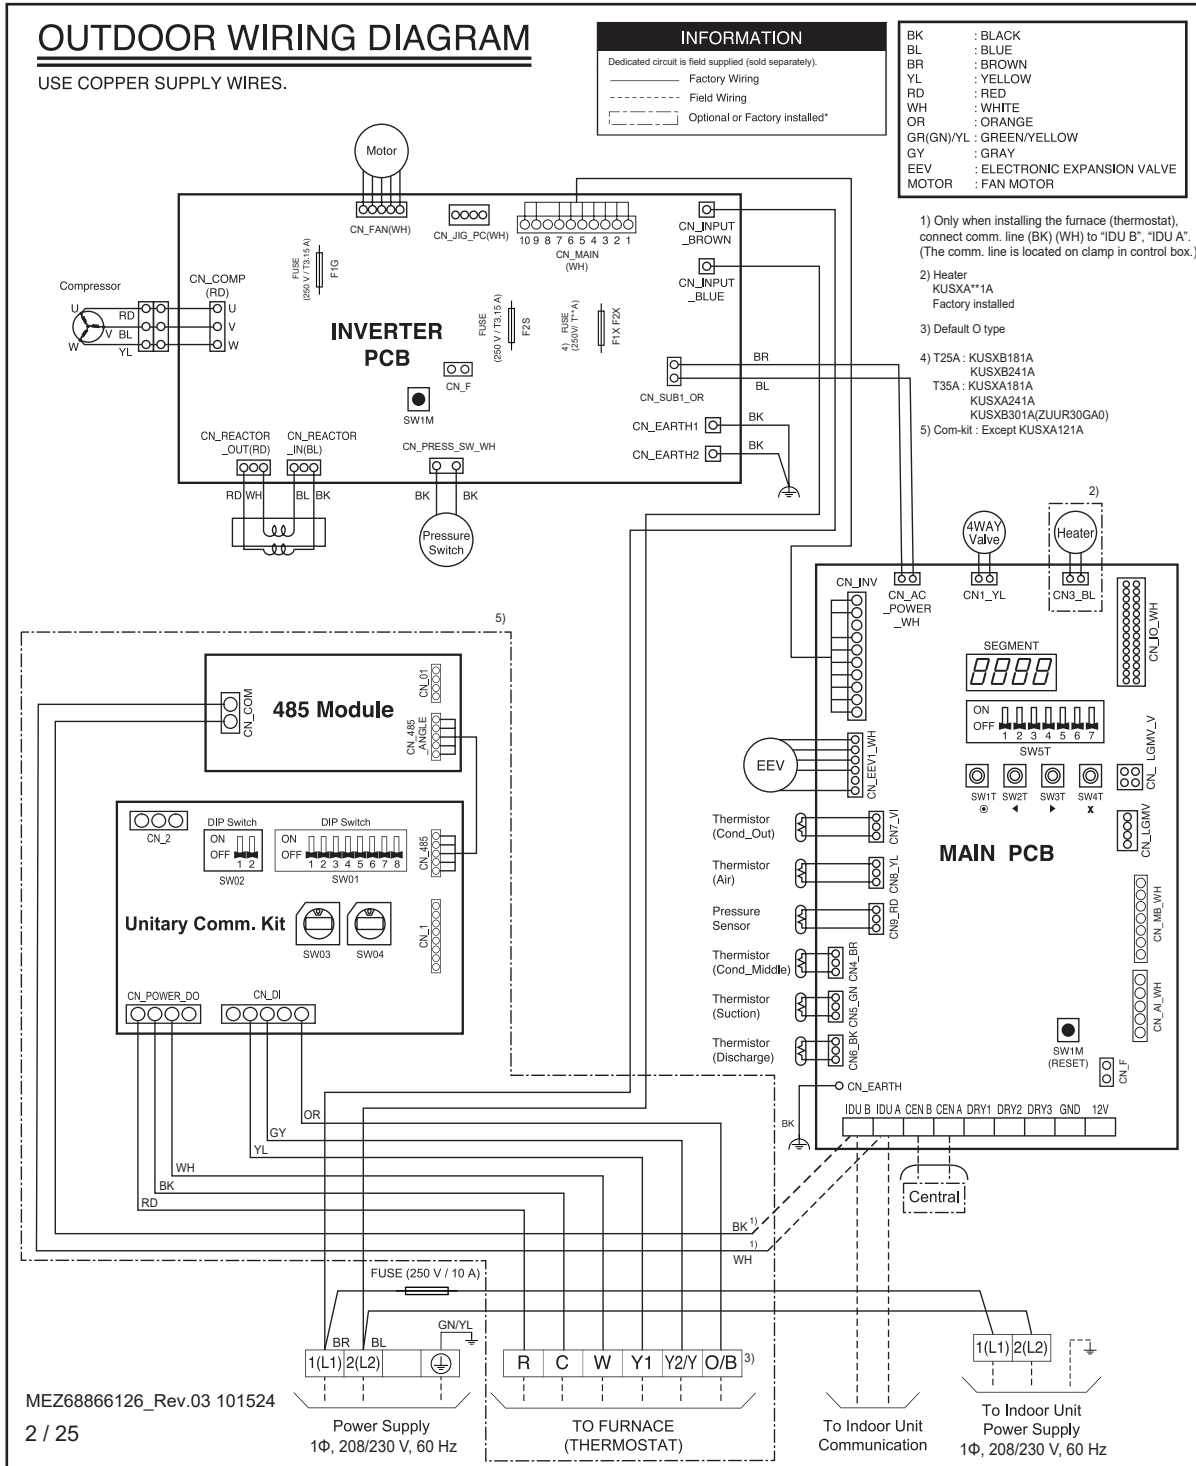 OUTDOOR WIRING DIAGRAM
USE COPPER SUPPLY WIRES.
INFORMATION
Dedicated circuit is field supplied (sold separately).
Factory Wiring
Field Wiring
Optional or Factory installed*
BK : BLACK
BL : BLUE
BR : BROWN
YL : YELLOW
RD : RED
WH : WHITE
OR : ORANGE
GR(GN)/YL : GREEN/YELLOW
GY : GRAY
EEV : ELECTRONIC EXPANSION VALVE
MOTOR : FAN MOTOR
1) Only when installing the furnace (thermostat),
connect comm. line (BK) (WH) to “IDU B”, “IDU A”.
(The comm. line is located on clamp in control box.)
2) Heater
KUSXA**1A
Factory installed
3) Default O type
4) T25A : KUSXB181A
KUSXB241A
T35A : KUSXA181A
KUSXA241A
KUSXB301A(ZUUR30GA0)
5) Com-kit : Except KUSXA121A
Motor
CN_FAN(WH)
CN_JIG_PC(WH)
10 9 8 7 6 5 4 3 2 1
CN_MAIN
(WH)
CN_INPUT
_BROWN
CN_INPUT
_BLUE
FUSE
(250 V / T3.15 A)
F1G
CN_COMP
(RD)
Compressor
U
V
W
RD
BL
YL
U
V
W
INVERTER
PCB
FUSE
(250 V / T3.15 A)
F2S
4) FUSE
(250V/ T**A)
F1X F2X
CN_F
SW1M
CN_SUB1_OR
BR
BL
CN_EARTH1
BK
CN_EARTH2
BK
CN_REACTOR
_OUT(RD)
CN_REACTOR
_IN(BL)
CN_PRESS_SW_WH
RD WH BL BK
BK BK
Pressure
Switch
2)
4WAY
Valve
Heater
CN_INV
CN_AC
_POWER
_WH
CN1_YL
CN3_BL
CN_IO_WH
SEGMENT
ON
OFF
1 2 3 4 5 6 7
SW5T
SW1T SW2T SW3T SW4T
X
CN_ LGMV_V
CN_LGMV
MAIN PCB
CN_MB_WH
CN_AI_WH
SW1M
(RESET)
CN_F
EEV
CN_EEV1_WH
Thermistor
(Cond_Out)
CN7_VI
Thermistor
(Air)
CN8_YL
Pressure
Sensor
CN9_RD
Thermistor
(Cond_Middle)
CN4_BR
Thermistor
(Suction)
CN5_GN
Thermistor
(Discharge)
CN6_BK
CN_EARTH
BK
IDU B IDU A CEN B CEN A DRY1 DRY2 DRY3 GND 12V
Central
5)
CN_COM
485 Module
CN_01
CN_485
_ANGLE
CN_2
DIP Switch
ON
OFF
1 2
SW02
DIP Switch
ON
OFF
1 2 3 4 5 6 7 8
SW01
CN_485
Unitary Comm. Kit
SW03
SW04
CN_1
CN_POWER_DO
CN_DI
OR
GY
YL
WH
BK
RD
BK 1)
1)
WH
FUSE (250 V / 10 A)
BR
BL
GN/YL
1(L1) 2(L2)
R C W Y1 Y2/Y O/B 3)
1(L1) 2(L2)
Power Supply
1Φ, 208/230 V, 60 Hz
TO FURNACE
(THERMOSTAT)
To Indoor Unit
Communication
To Indoor Unit
Power Supply
1Φ, 208/230 V, 60 Hz
MEZ68866126_Rev.03 101524
2 / 25